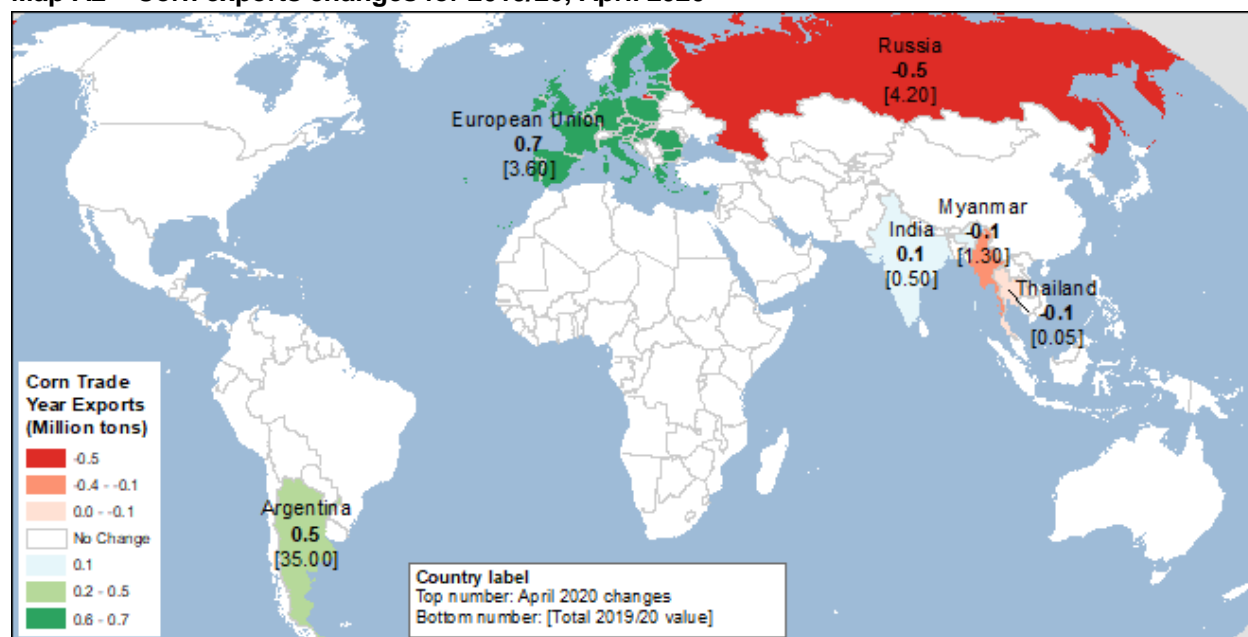 Russia
-0.5
[4.20]
European Union
0.7
[3.60]
Myanmar
-0.1
[1.30]
India
0.1
[0.50]
Thailand
-0.1
[0.05]
Argentina
0.5
[35.00]
Corn Trade
Year Exports
(Million tons)
-0.5
-0.4 - -0.1
0.0 - -0.1
No Change
0.1
0.2 - 0.5
0.6 - 0.7
Country label
Top number: April 2020 changes
Bottom number: [Total 2019/20 value]